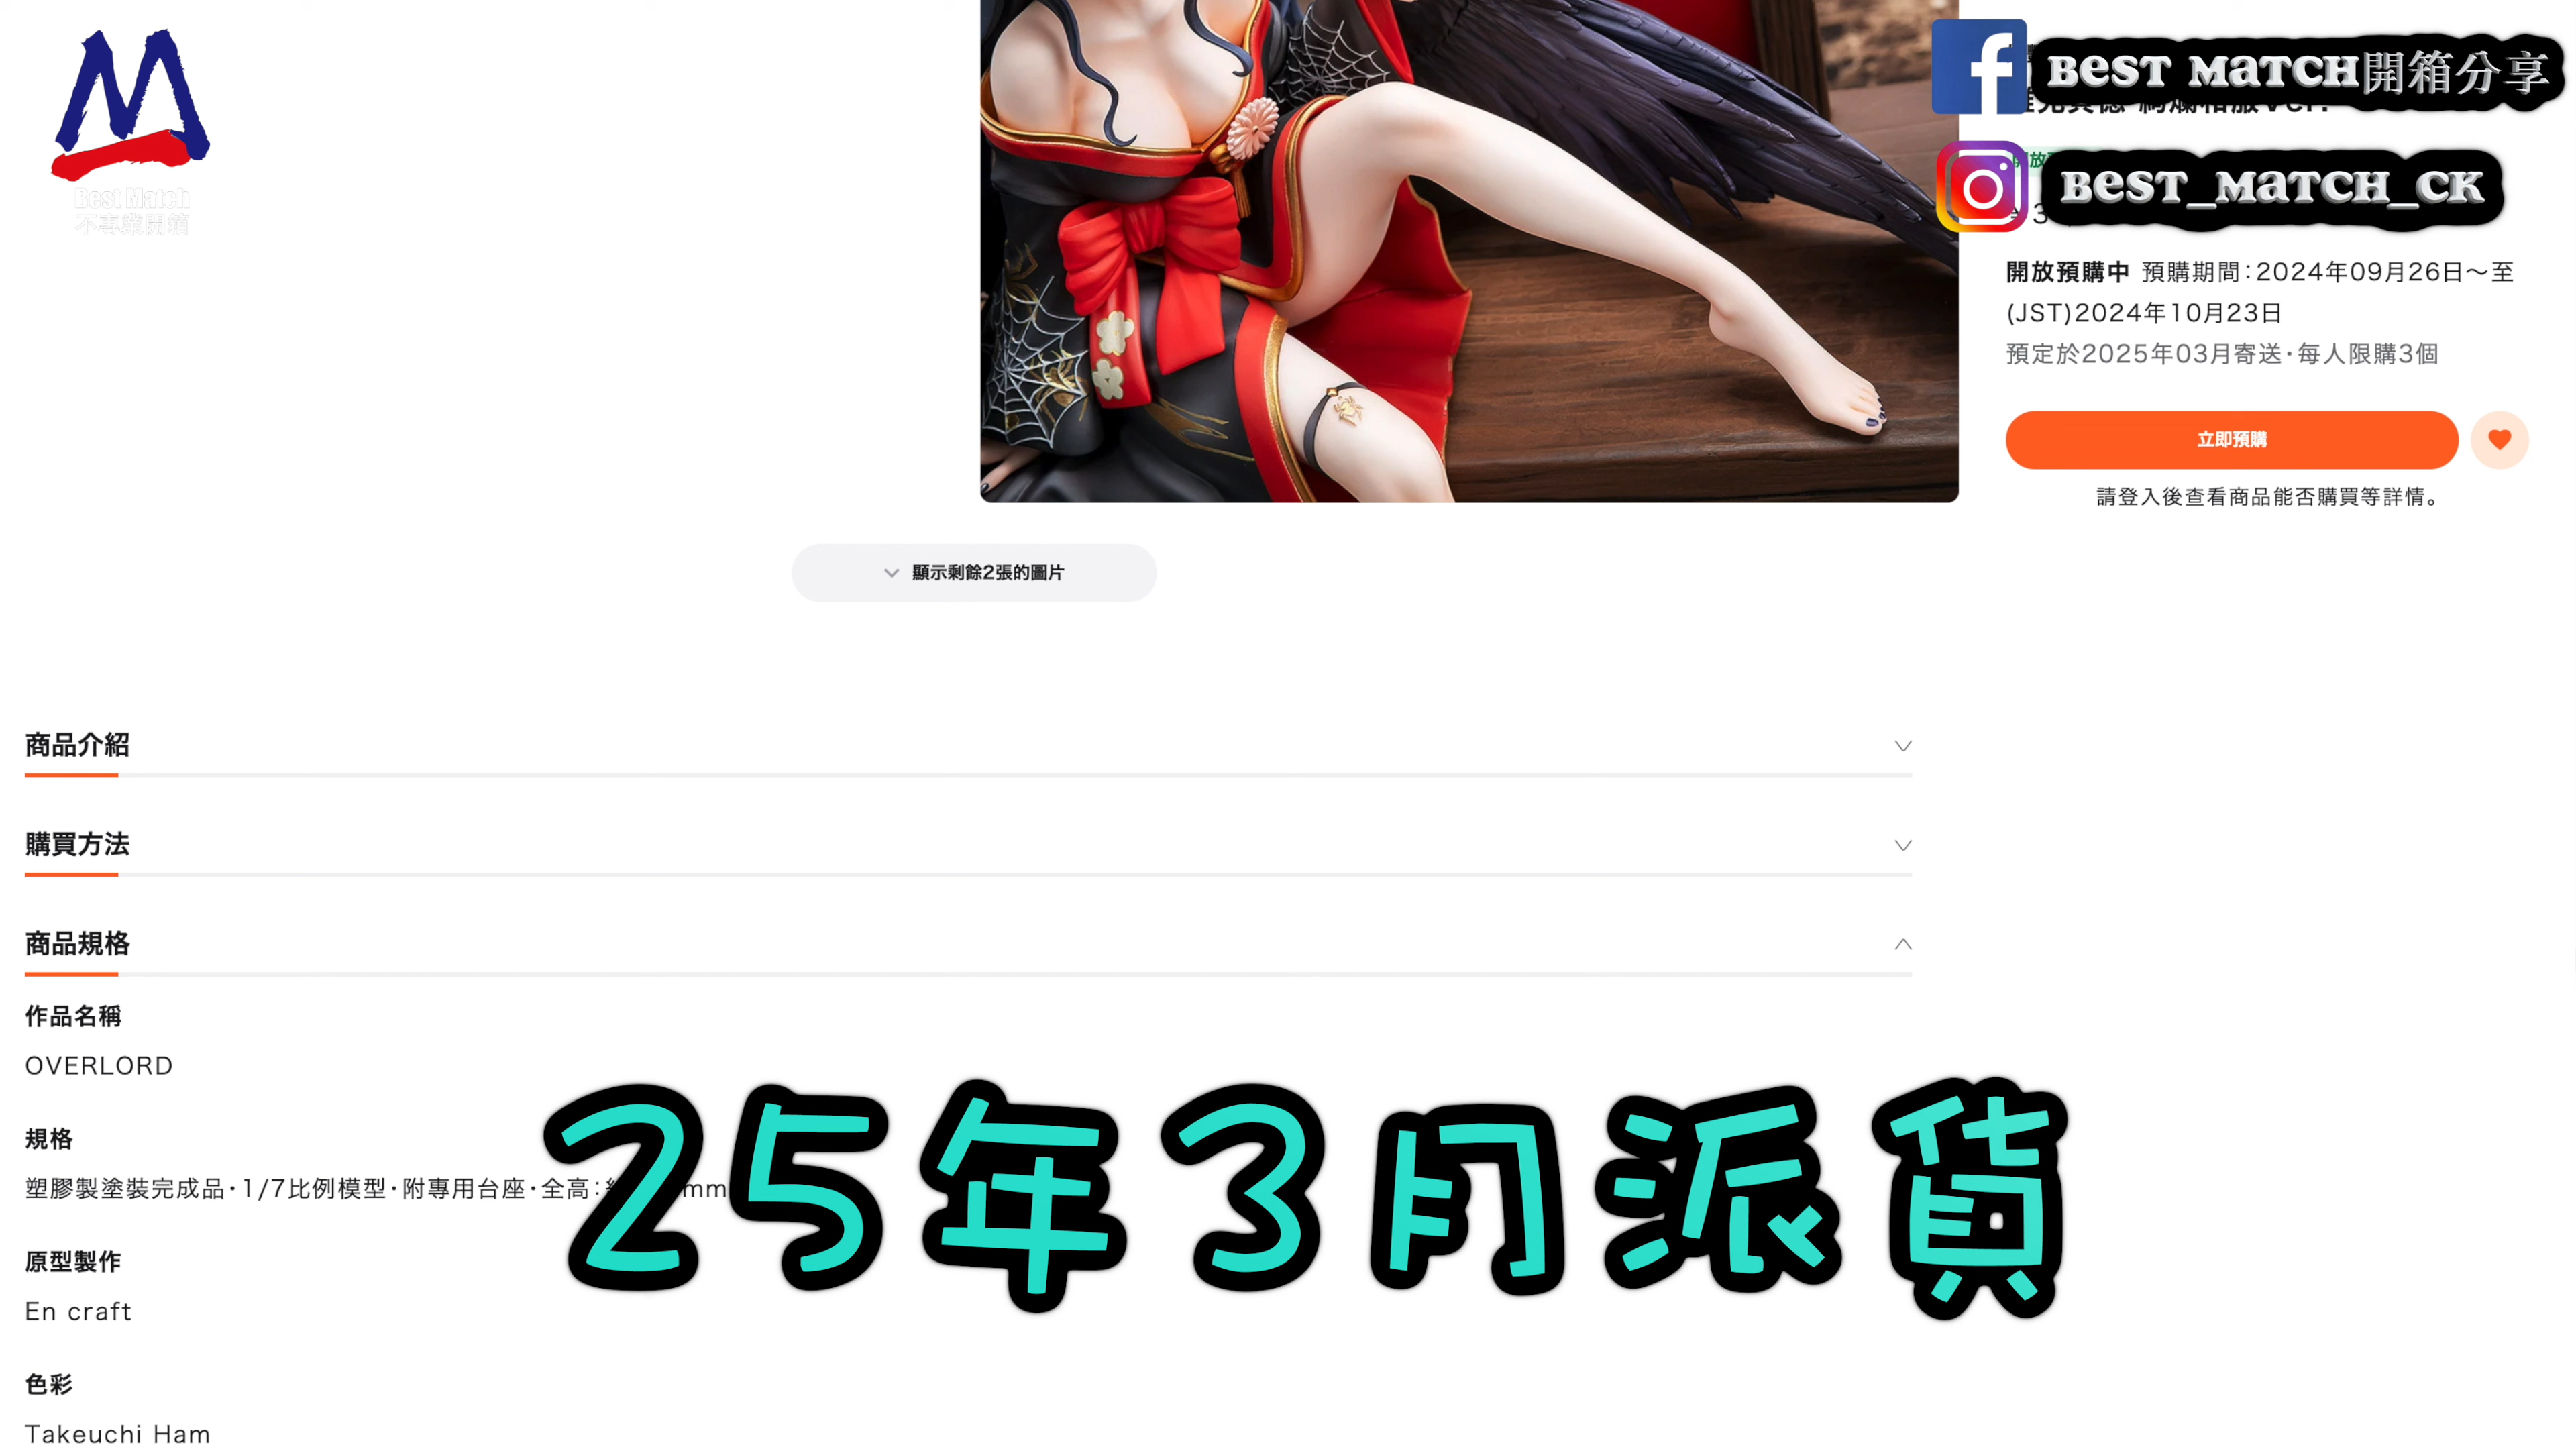 Best Match
不專業開箱
BEST MATCH開箱分享
BEST_MATCH_CK
開放預購中 預購期間：2024年09月26日～至
(JST)2024年10月23日
預定於2025年03月寄送・每人限購3個
立即預購
請登入後查看商品能否購買等詳情。
顯示剩餘2張的圖片
商品介紹
購買方法
商品規格
作品名稱
OVERLORD
規格
塑膠製塗裝完成品・1/7比例模型・附專用台座・全高：
mm
25年3月派貨
原型製作
En craft
色彩
Takeuchi Ham